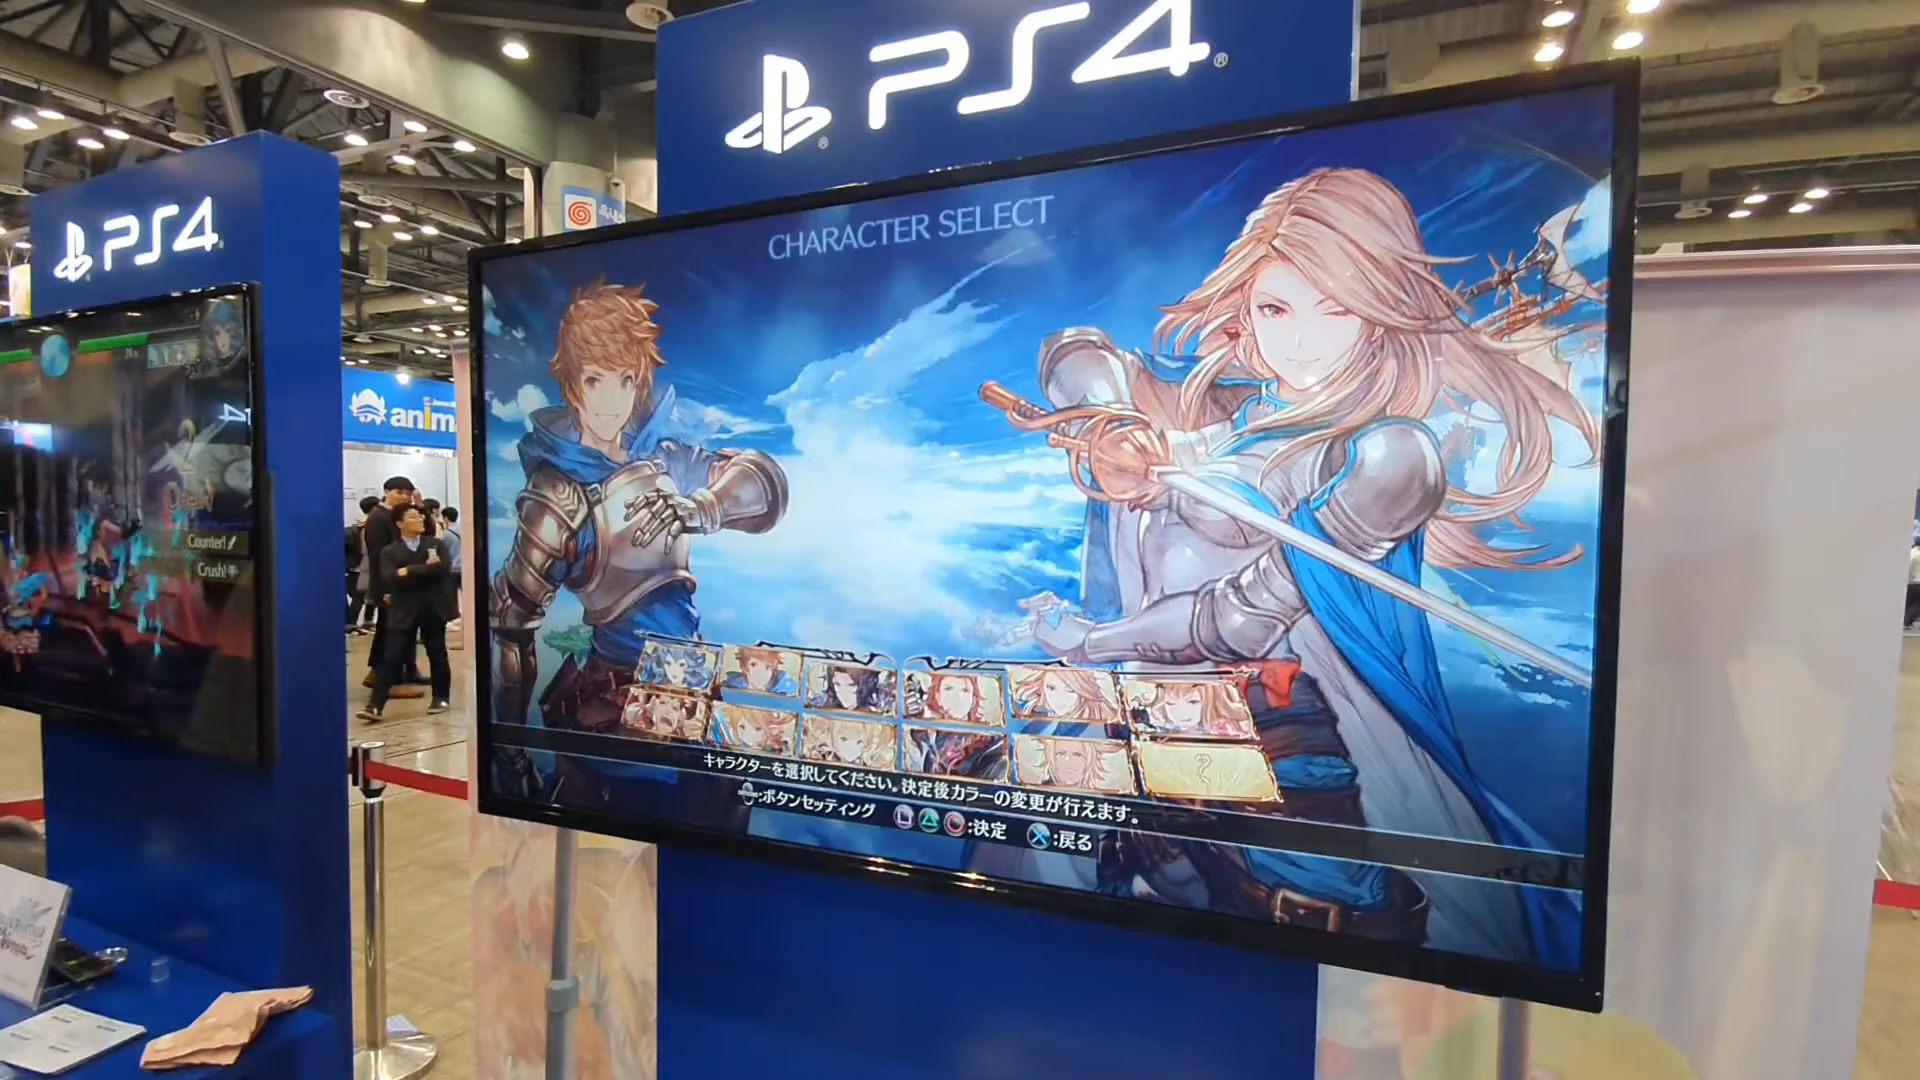 PS4
PS4
CHARACTER SELECT
anim
Counter!
Crush!
キャラクターを選択してください。決定後カラーの変更が行えます。
:ボタンセッティング :決定 :戻る